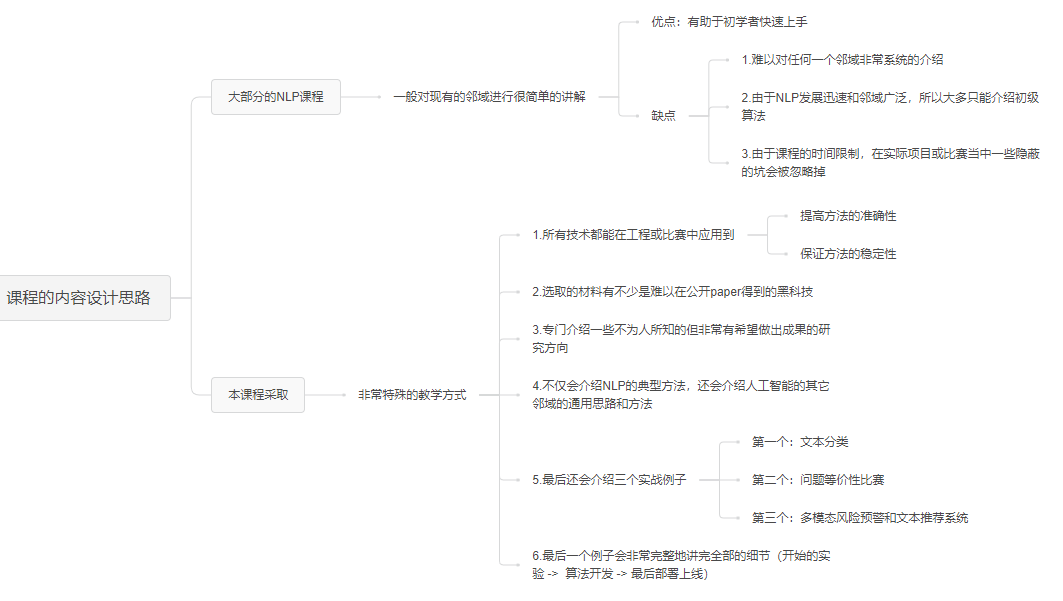 课程的内容设计思路
大部分的NLP课程
一般对现有的邻域进行很简单的讲解
优点：有助于初学者快速上手
缺点
1.难以对任何一个邻域非常系统的介绍
2.由于NLP发展迅速和邻域广泛，所以大多只能介绍初级
算法
3.由于课程的时间限制，在实际项目或比赛当中一些隐蔽
的坑会被忽略掉
本课程采取
非常特殊的教学方式
1.所有技术都能在工程或比赛中应用到
提高方法的准确性
保证方法的稳定性
2.选取的材料有不少是难以在公开paper得到的黑科技
3.专门介绍一些不为人所知的但非常有希望做出成果的研
究方向
4.不仅会介绍NLP的典型方法，还会介绍人工智能的其它
邻域的通用思路和方法
5.最后还会介绍三个实战例子
第一个：文本分类
第二个：问题等价性比赛
第三个：多模态风险预警和文本推荐系统
6.最后一个例子会非常完整地讲完全部的细节（开始的实
验 -> 算法开发 -> 最后部署上线）